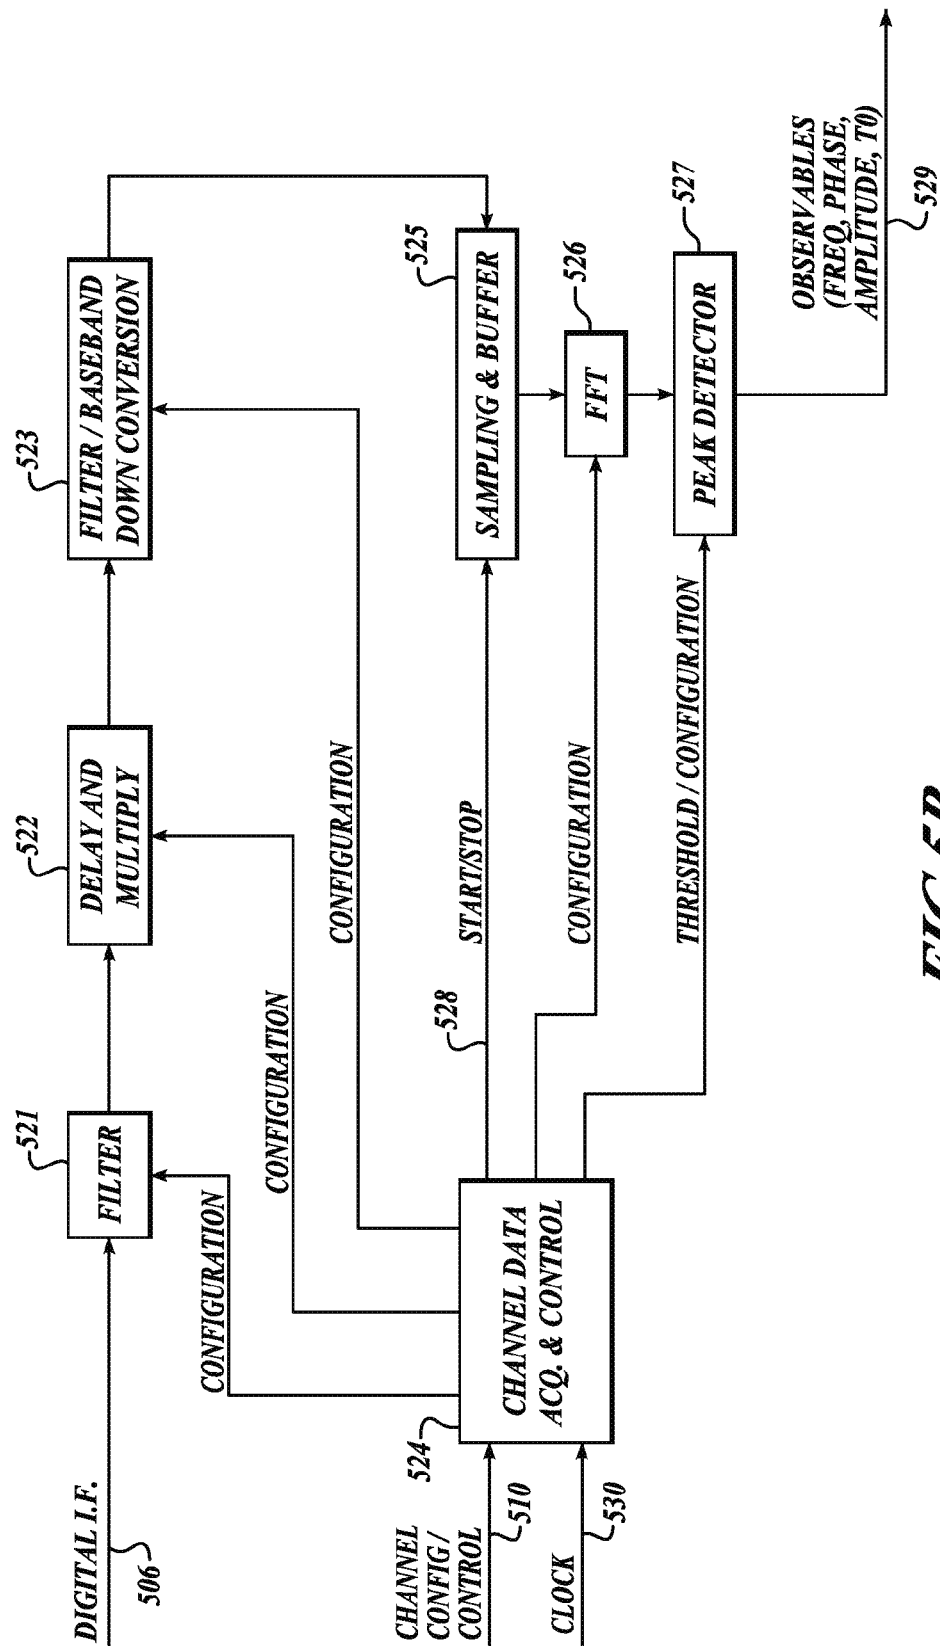 DIGITAL I.F.
506
521
FILTER
522
DELAY AND
MULTIPLY
523
FILTER / BASEBAND
DOWN CONVERSION
CONFIGURATION
CONFIGURATION
CONFIGURATION
CHANNEL
CONFIG /
CONTROL
510
CLOCK
530
524
CHANNEL DATA
ACQ. & CONTROL
528
START/STOP
525
SAMPLING & BUFFER
CONFIGURATION
526
FFT
THRESHOLD / CONFIGURATION
527
PEAK DETECTOR
OBSERVABLES
(FREQ, PHASE,
AMPLITUDE, T0)
529